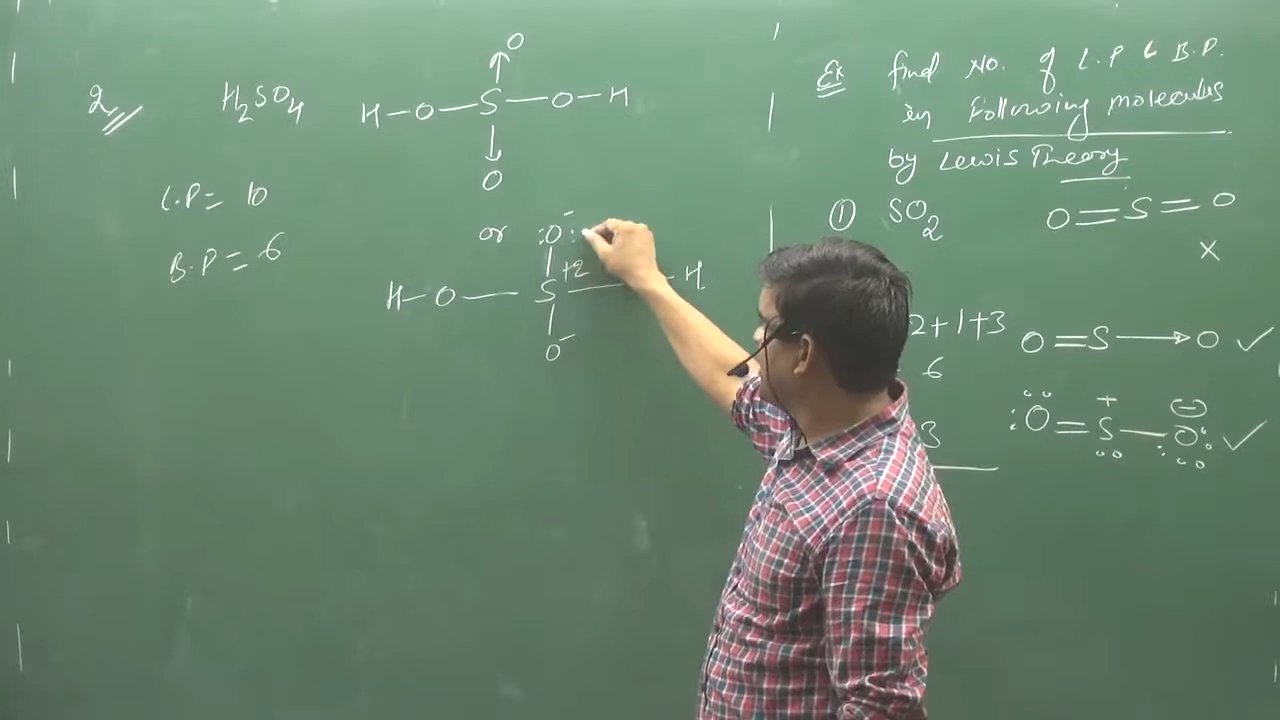 2
H₂SO₄
O
↑
H–O–S–O–H
↓
O
L.P = 10
B.P = 6
or
:O⁻:
|
H–O–S+2–H
|
O⁻
Ex find No. of L.P & B.P.
in Following molecules
by Lewis Theory
① SO₂ O=S=O
×
2+1+3 O=S→O ✓
6
:Ö=S⁺–O⊖ ✓
3